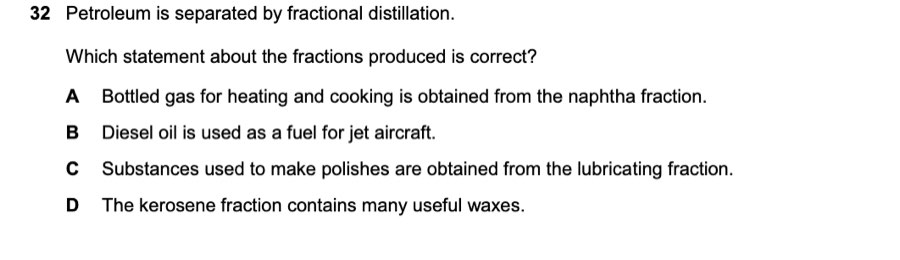 32 Petroleum is separated by fractional distillation.
Which statement about the fractions produced is correct?
A Bottled gas for heating and cooking is obtained from the naphtha fraction.
B Diesel oil is used as a fuel for jet aircraft.
C Substances used to make polishes are obtained from the lubricating fraction.
D The kerosene fraction contains many useful waxes.